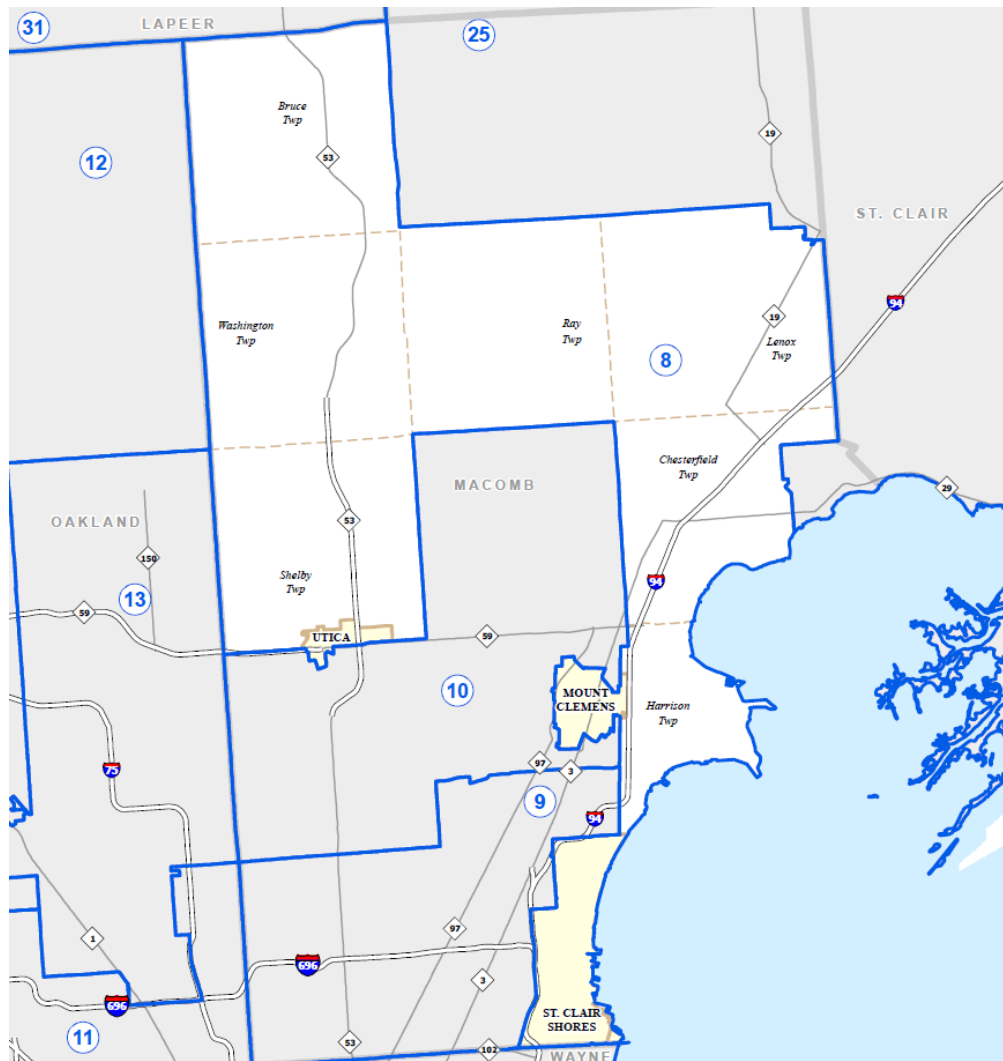 LAPEER
31
25
Bruce
Twp
19
53
12
ST. CLAIR
94
Washington
Twp
Ray
Twp
19
8
Lenox
Twp
MACOMB
Chesterfield
Twp
29
OAKLAND
53
150
Shelby
Twp
94
13
59
UTICA
59
10
MOUNT
CLEMENS
Harrison
Twp
75
97
3
9
94
97
1
696
3
696
ST. CLAIR
SHORES
11
53
102
WAYNE